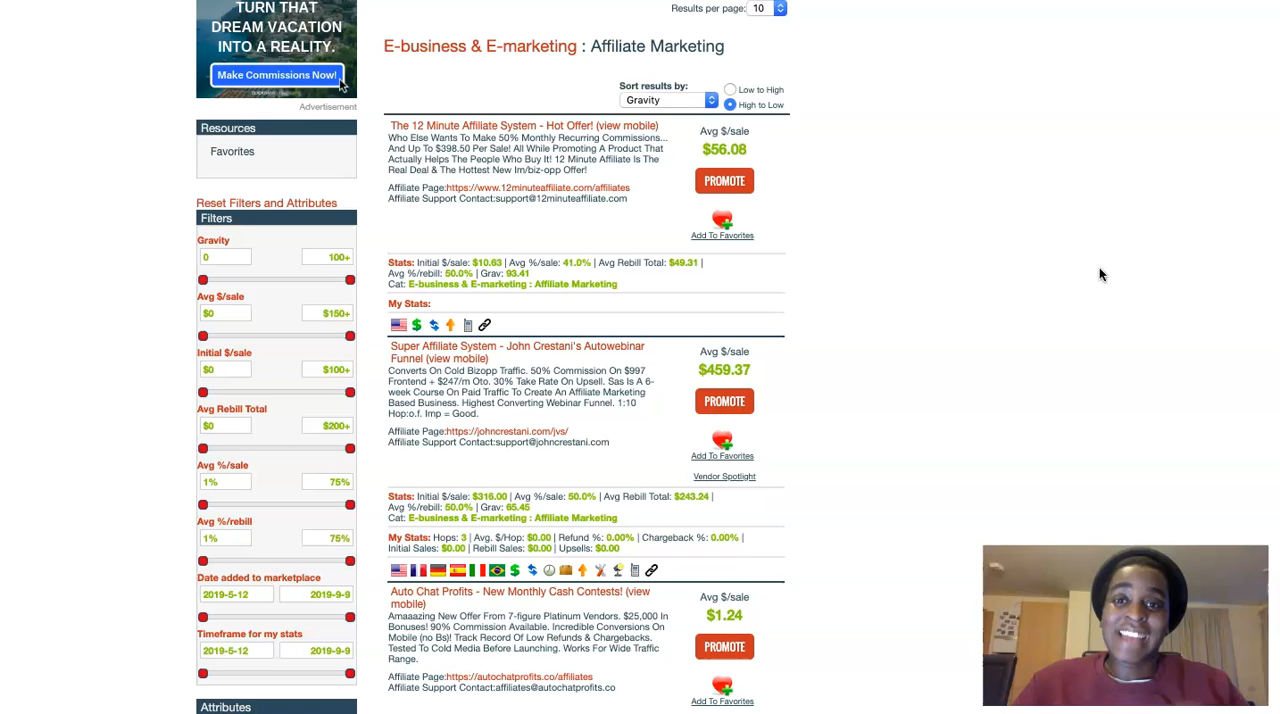 TURN THAT
DREAM VACATION
INTO A REALITY.
Make Commissions Now!
Advertisement
Resources
Favorites
Reset Filters and Attributes
Filters
Gravity
0 100+
Avg $/sale
$0 $150+
Initial $/sale
$0 $100+
Avg Rebill Total
$0 $200+
Avg %/sale
1% 75%
Avg %/rebill
1% 75%
Date added to marketplace
2019-5-12 2019-9-9
Timeframe for my stats
2019-5-12 2019-9-9
Attributes
Results per page: 10
E-business & E-marketing : Affiliate Marketing
Sort results by:
Gravity
Low to High
High to Low
The 12 Minute Affiliate System - Hot Offer! (view mobile)
Who Else Wants To Make 50% Monthly Recurring Commissions...
And Up To $398.50 Per Sale! All While Promoting A Product That
Actually Helps The People Who Buy It! 12 Minute Affiliate Is The
Real Deal & The Hottest New Im/biz-opp Offer!
Affiliate Page:https://www.12minuteaffiliate.com/affiliates
Affiliate Support Contact:support@12minuteaffiliate.com
Avg $/sale
$56.08
PROMOTE
Add To Favorites
Stats: Initial $/sale: $10.63 | Avg %/sale: 41.0% | Avg Rebill Total: $49.31 |
Avg %/rebill: 50.0% | Grav: 93.41
Cat: E-business & E-marketing : Affiliate Marketing
My Stats:
Super Affiliate System - John Crestani's Autowebinar
Funnel (view mobile)
Converts On Cold Bizopp Traffic. 50% Commission On $997
Frontend + $247/m Oto. 30% Take Rate On Upsell. Sas Is A 6-
week Course On Paid Traffic To Create An Affiliate Marketing
Based Business. Highest Converting Webinar Funnel. 1:10
Hop:o.f. Imp = Good.
Affiliate Page:https://johncrestani.com/jvs/
Affiliate Support Contact:support@johncrestani.com
Avg $/sale
$459.37
PROMOTE
Add To Favorites
Vendor Spotlight
Stats: Initial $/sale: $316.00 | Avg %/sale: 50.0% | Avg Rebill Total: $243.24 |
Avg %/rebill: 50.0% | Grav: 65.45
Cat: E-business & E-marketing : Affiliate Marketing
My Stats: Hops: 3 | Avg. $/Hop: $0.00 | Refund %: 0.00% | Chargeback %: 0.00% |
Initial Sales: $0.00 | Rebill Sales: $0.00 | Upsells: $0.00
Auto Chat Profits - New Monthly Cash Contests! (view
mobile)
Amaaazing New Offer From 7-figure Platinum Vendors. $25,000 In
Bonuses! 90% Commission Available. Incredible Conversions On
Mobile (no Bs)! Track Record Of Low Refunds & Chargebacks.
Tested To Cold Media Before Launching. Works For Wide Traffic
Range.
Affiliate Page:https://autochatprofits.co/affiliates
Affiliate Support Contact:affiliates@autochatprofits.co
Avg $/sale
$1.24
PROMOTE
Add To Favorites